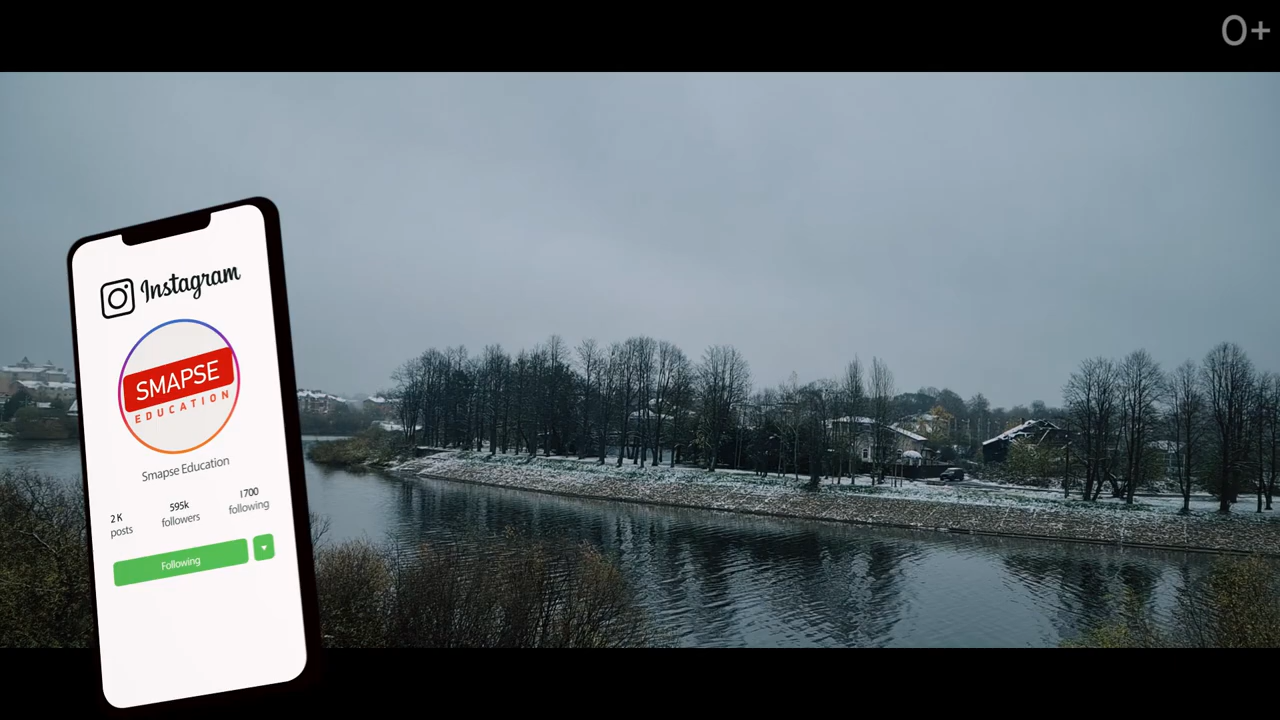 0+
Instagram
SMAPSE
EDUCATION
Smapse Education
2 K 595k 1700
posts followers following
Following